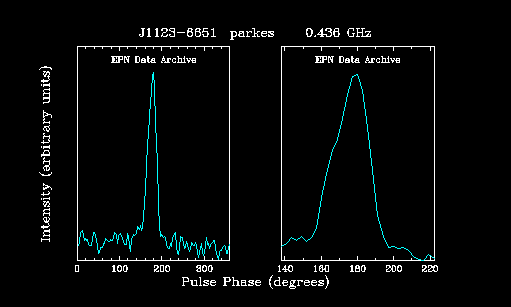 J1123-6651 parkes 0.436 GHz
EPN Data Archive EPN Data Archive
Intensity (arbitrary units)
0 100 200 300 140 160 180 200 220
Pulse Phase (degrees)